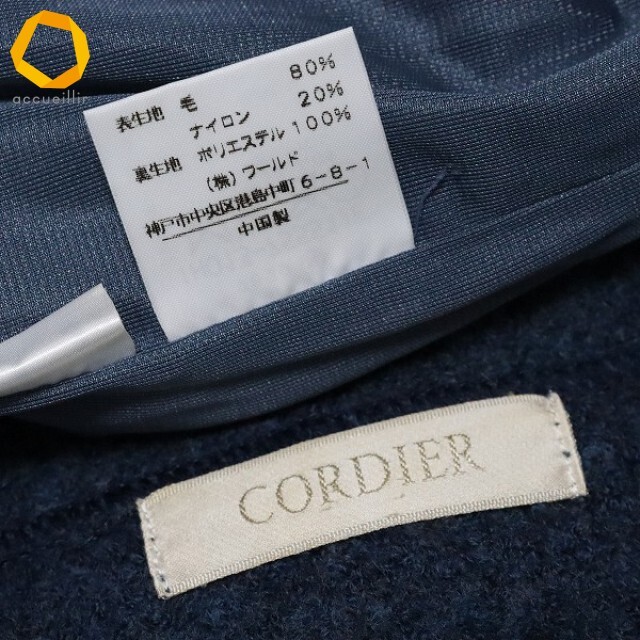 accueillir
表生地 毛 80%
ナイロン 20%
裏生地 ポリエステル 100%
(株)ワールド
神戸市中央区港島中町6-8-1
中国製
CORDIER